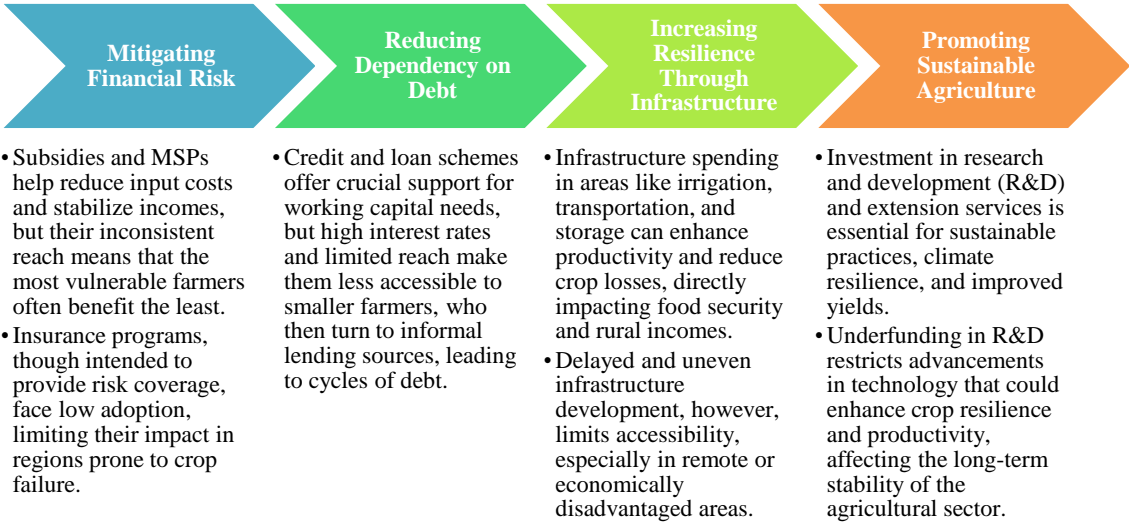 Mitigating
Financial Risk
• Subsidies and MSPs
help reduce input costs
and stabilize incomes,
but their inconsistent
reach means that the
most vulnerable farmers
often benefit the least.
• Insurance programs,
though intended to
provide risk coverage,
face low adoption,
limiting their impact in
regions prone to crop
failure.
Reducing
Dependency on
Debt
• Credit and loan schemes
offer crucial support for
working capital needs,
but high interest rates
and limited reach make
them less accessible to
smaller farmers, who
then turn to informal
lending sources, leading
to cycles of debt.
Increasing
Resilience
Through
Infrastructure
• Infrastructure spending
in areas like irrigation,
transportation, and
storage can enhance
productivity and reduce
crop losses, directly
impacting food security
and rural incomes.
• Delayed and uneven
infrastructure
development, however,
limits accessibility,
especially in remote or
economically
disadvantaged areas.
Promoting
Sustainable
Agriculture
• Investment in research
and development (R&D)
and extension services is
essential for sustainable
practices, climate
resilience, and improved
yields.
• Underfunding in R&D
restricts advancements
in technology that could
enhance crop resilience
and productivity,
affecting the long-term
stability of the
agricultural sector.